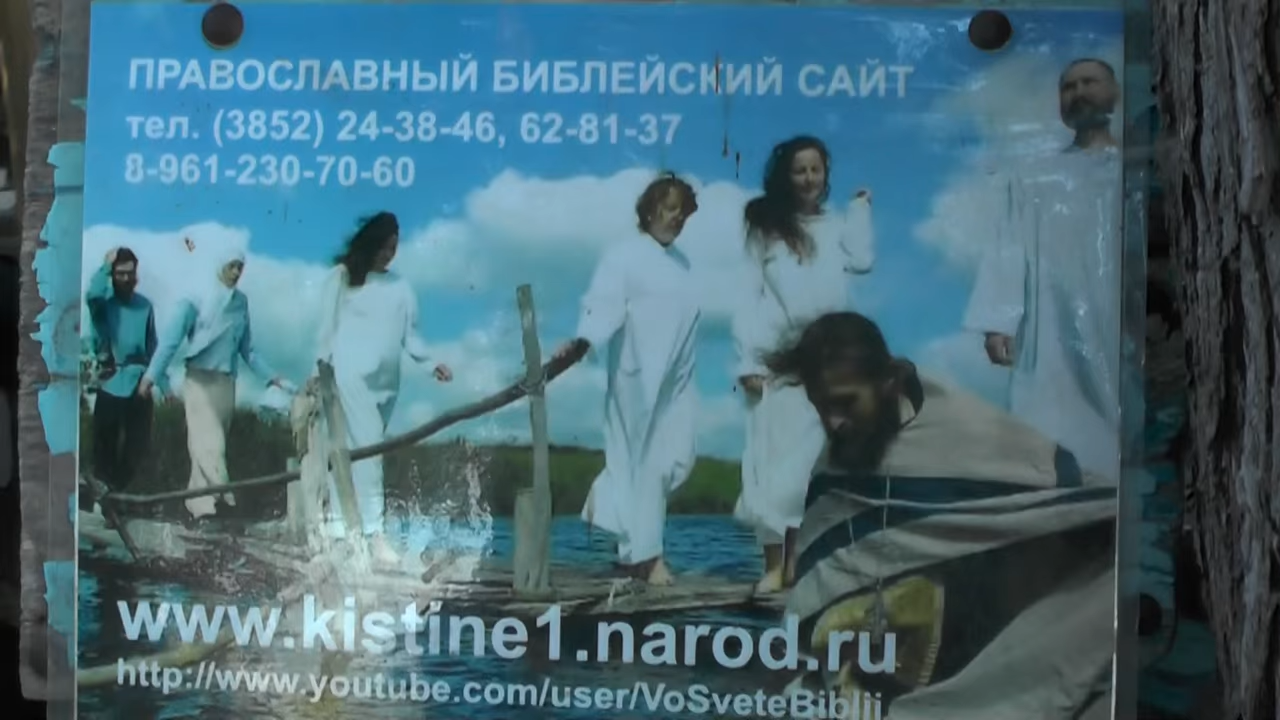 ПРАВОСЛАВНЫЙ БИБЛЕЙСКИЙ САЙТ
тел. (3852) 24-38-46, 62-81-37
8-961-230-70-60
www.kistine1.narod.ru
http://www.youtube.com/user/VoSveteBiblii